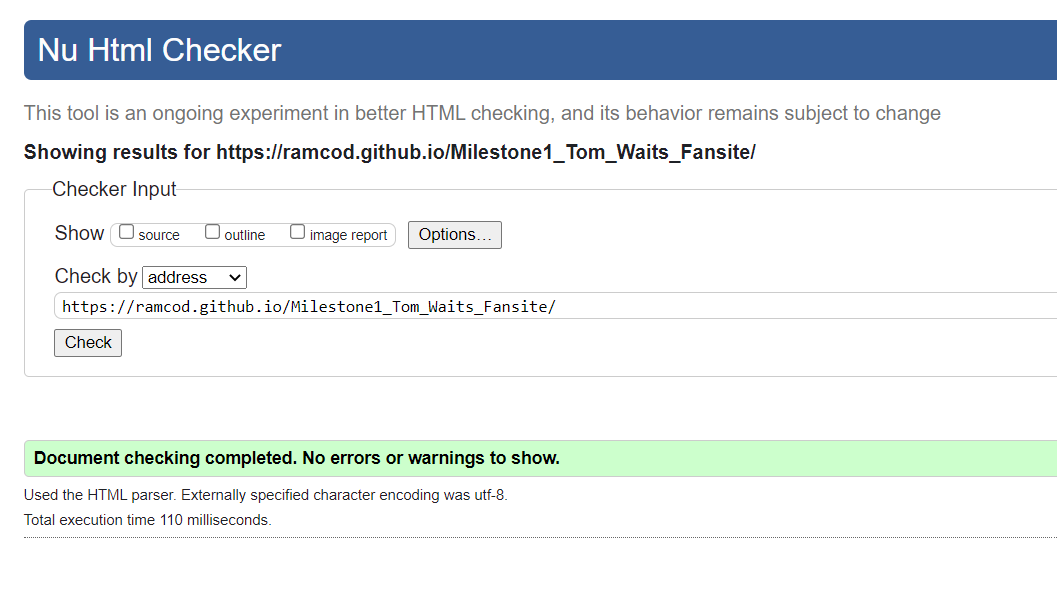 Nu Html Checker
This tool is an ongoing experiment in better HTML checking, and its behavior remains subject to change
Showing results for https://ramcod.github.io/Milestone1_Tom_Waits_Fansite/
Checker Input
Show source outline image report Options...
Check by address
https://ramcod.github.io/Milestone1_Tom_Waits_Fansite/
Check
Document checking completed. No errors or warnings to show.
Used the HTML parser. Externally specified character encoding was utf-8.
Total execution time 110 milliseconds.